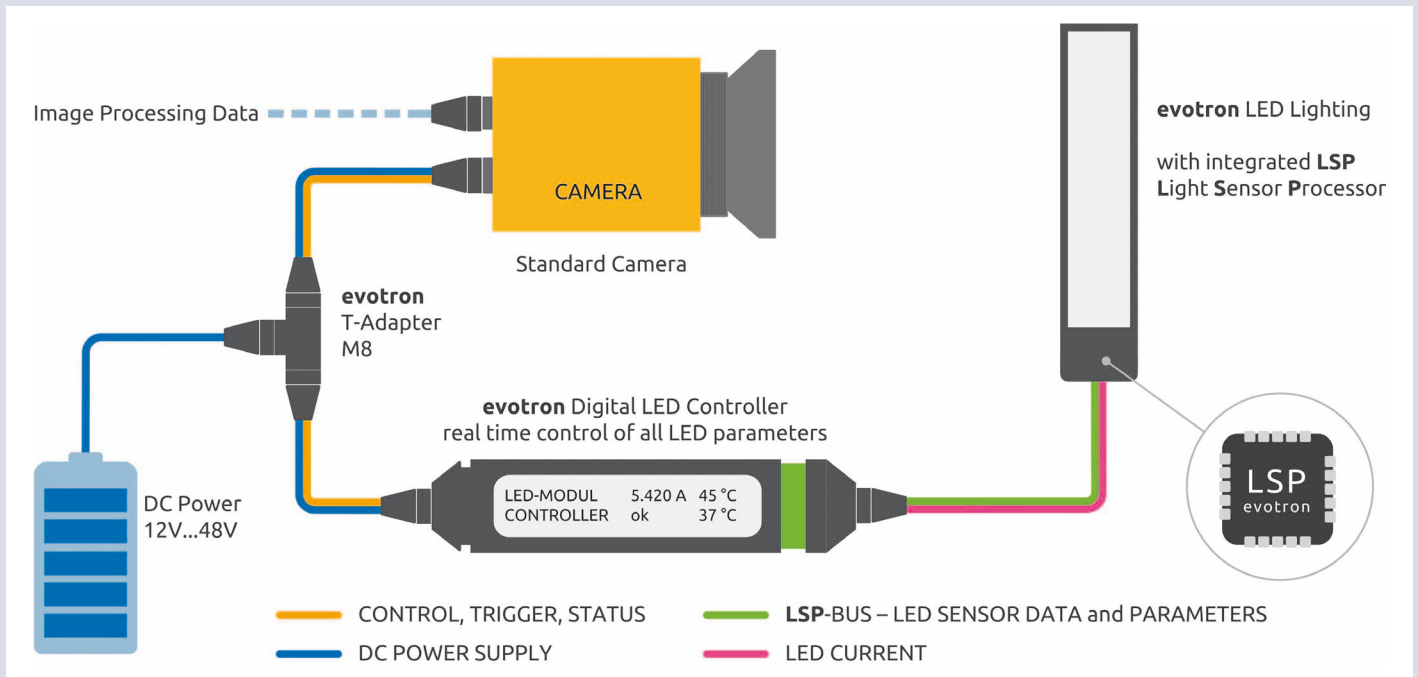 Image Processing Data
CAMERA
Standard Camera
evotron LED Lighting
with integrated LSP
Light Sensor Processor
evotron
T-Adapter
M8
evotron Digital LED Controller
real time control of all LED parameters
LED-MODUL 5.420 A 45 °C
CONTROLLER ok 37 °C
DC Power
12V...48V
LSP
evotron
CONTROL, TRIGGER, STATUS
LSP-BUS – LED SENSOR DATA and PARAMETERS
DC POWER SUPPLY
LED CURRENT